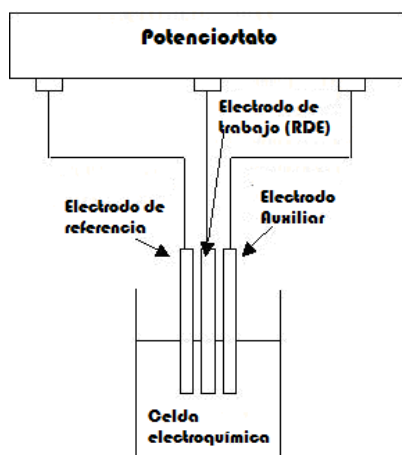 Potenciostato
Electrodo de
trabajo (RDE)
Electrodo de
referencia
Electrodo
Auxiliar
Celda
electroquímica